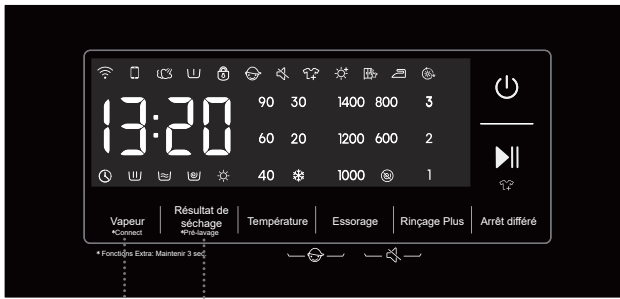 90 30 1400 800 3
13:20
60 20 1200 600 2
40 1000 1
Vapeur
*Connect
Résultat de
séchage
*Pré-lavage
Température
Essorage
Rinçage Plus
Arrêt différé
* Fonctions Extra: Maintenir 3 sec.